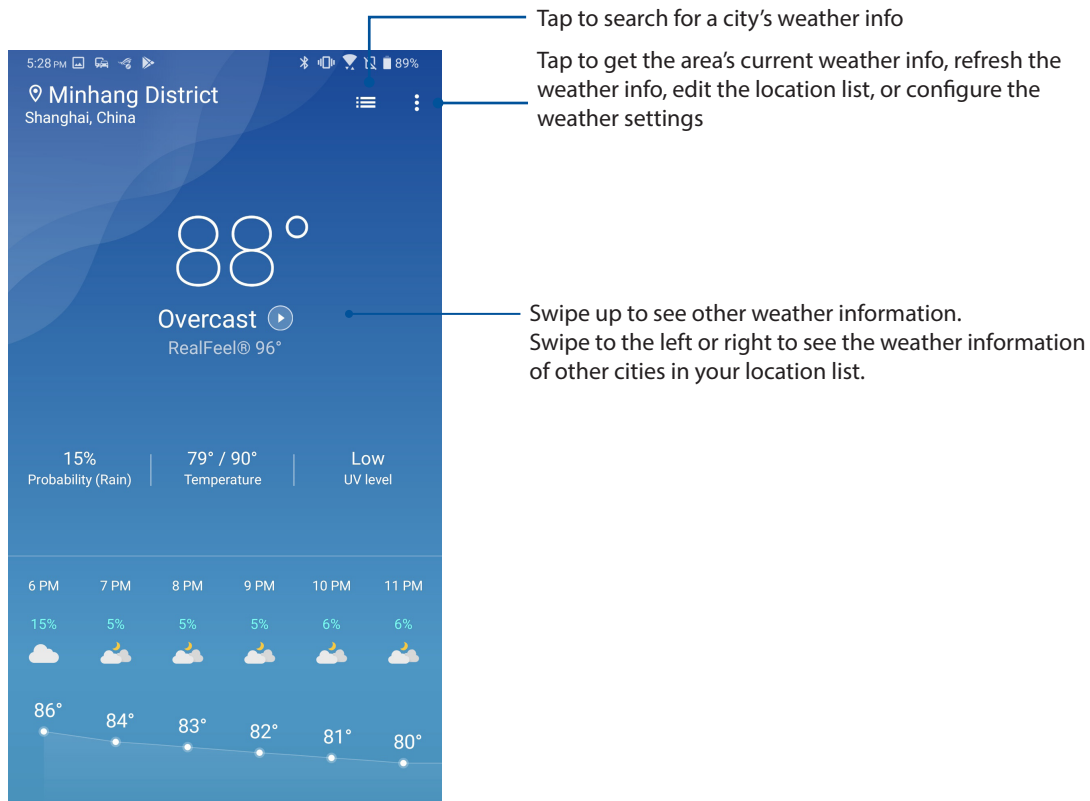 Tap to search for a city's weather info
Tap to get the area's current weather info, refresh the
weather info, edit the location list, or configure the
weather settings
5:28 PM 89%
Minhang District
Shanghai, China
88°
Overcast
RealFeel® 96°
Swipe up to see other weather information.
Swipe to the left or right to see the weather information
of other cities in your location list.
15% 79° / 90° Low
Probability (Rain) Temperature UV level
6 PM 7 PM 8 PM 9 PM 10 PM 11 PM
15% 5% 5% 5% 6% 6%
86° 84° 83° 82° 81° 80°